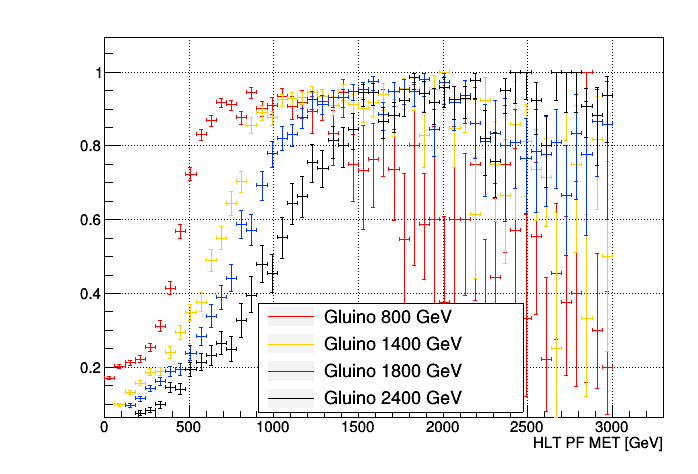 1
0.8
0.6
0.4
0.2
Gluino 800 GeV
Gluino 1400 GeV
Gluino 1800 GeV
Gluino 2400 GeV
0 500 1000 1500 2000 2500 3000
HLT PF MET [GeV]